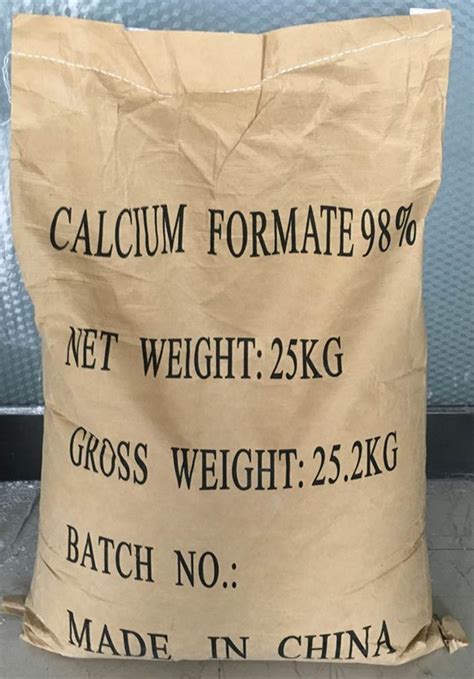 CALCIUM FORMATE 98%
NET WEIGHT: 25KG
GROSS WEIGHT: 25.2KG
BATCH NO.:
MADE IN CHINA